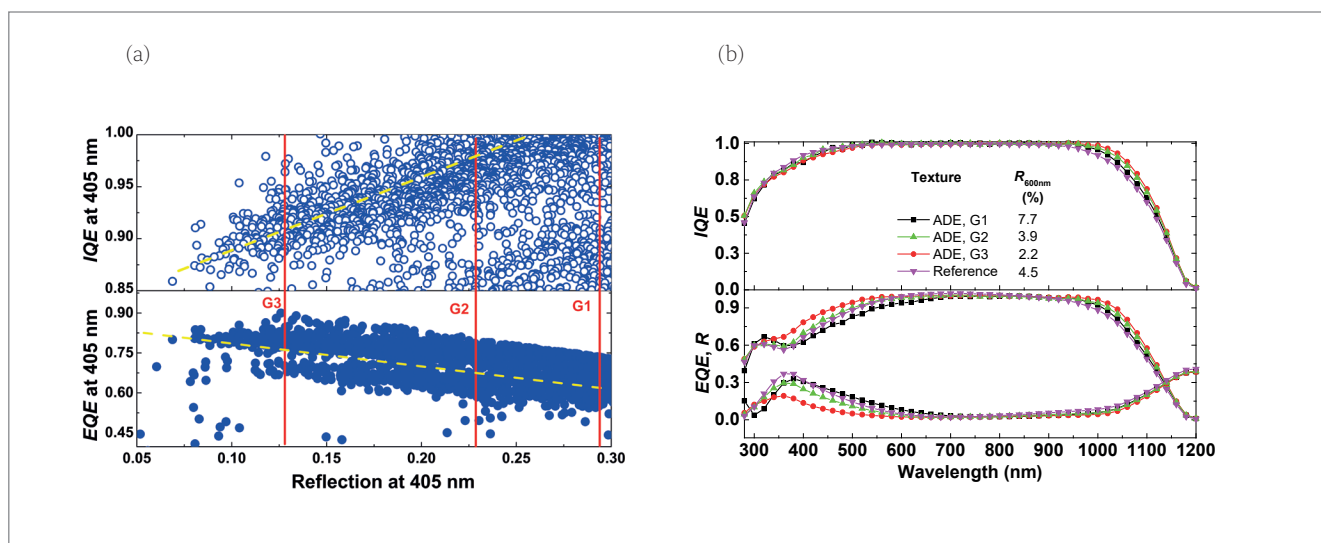 (a)
IQE at 405 nm
1.00
0.95
0.90
0.85
G3
G2
G1
EQE at 405 nm
0.90
0.75
0.60
0.45
0.05
0.10
0.15
0.20
0.25
0.30
Reflection at 405 nm
(b)
IQE
1.0
0.8
0.5
0.3
0.0
Texture R600nm
(%)
ADE, G1 7.7
ADE, G2 3.9
ADE, G3 2.2
Reference 4.5
EQE, R
0.9
0.6
0.3
0.0
300 400 500 600 700 800 900 1000 1100 1200
Wavelength (nm)